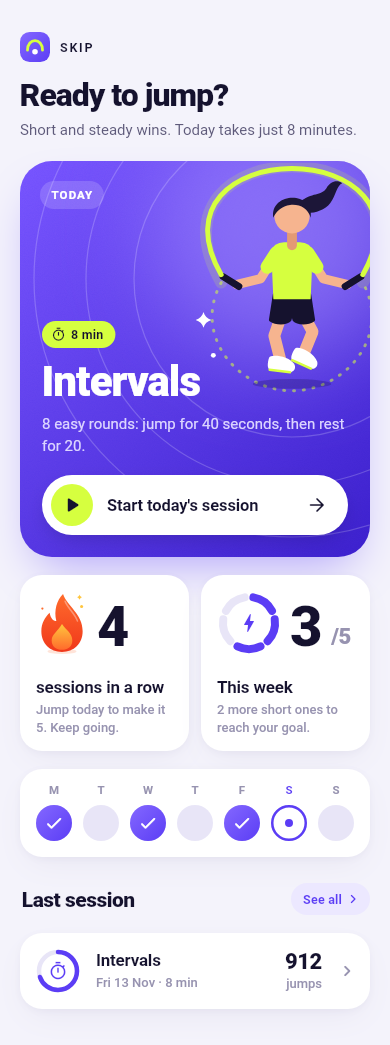 SKIP
Ready to jump?
Short and steady wins. Today takes just 8 minutes.
TODAY
8 min
Intervals
8 easy rounds: jump for 40 seconds, then rest
for 20.
Start today's session
4
sessions in a row
Jump today to make it
5. Keep going.
3 /5
This week
2 more short ones to
reach your goal.
M T W T F S S
Last session
See all
Intervals
Fri 13 Nov · 8 min
912
jumps